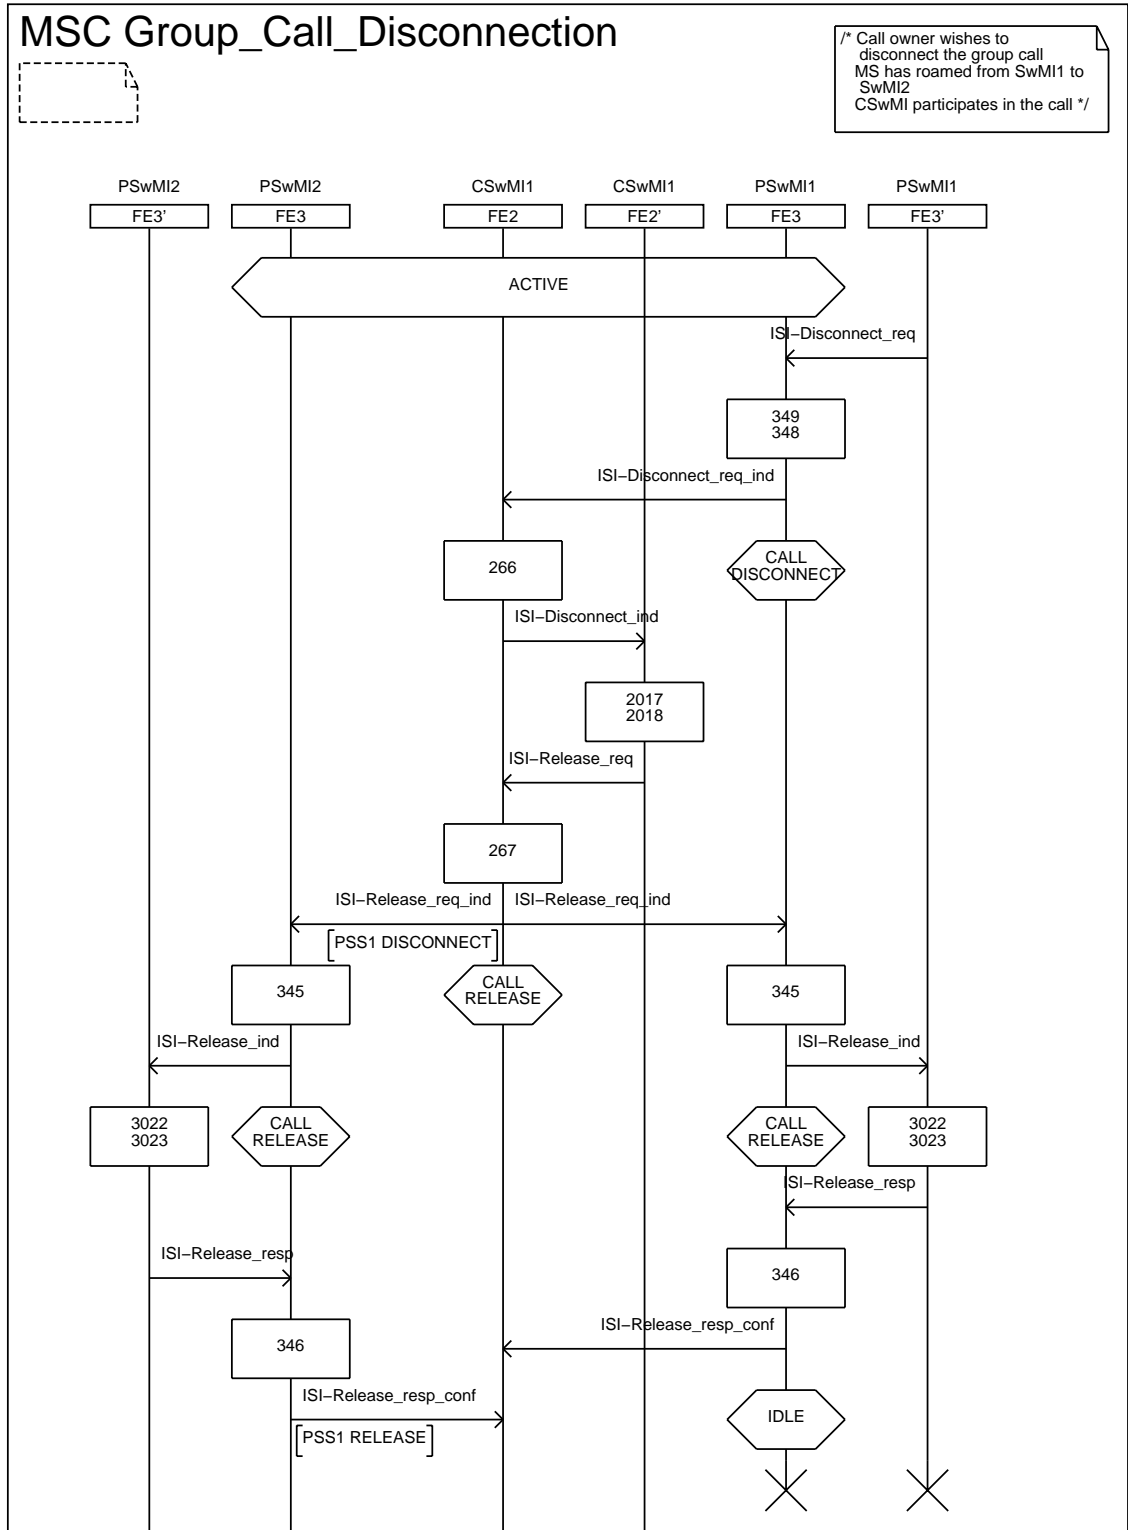 MSC Group_Call_Disconnection
/* Call owner wishes to
disconnect the group call
MS has roamed from SwMI1 to
SwMI2
CSwMI participates in the call */
PSwMI2 PSwMI2 CSwMI1 CSwMI1 PSwMI1 PSwMI1
FE3' FE3 FE2 FE2' FE3 FE3'
ACTIVE
ISI−Disconnect_req
349
348
ISI−Disconnect_req_ind
266
CALL
DISCONNECT
ISI−Disconnect_ind
2017
2018
ISI−Release_req
267
ISI−Release_req_ind ISI−Release_req_ind
PSS1 DISCONNECT
345
CALL
RELEASE
345
ISI−Release_ind ISI−Release_ind
3022
3023
CALL
RELEASE
CALL
RELEASE
3022
3023
ISI−Release_resp
ISI−Release_resp
346
ISI−Release_resp_conf
346
ISI−Release_resp_conf
IDLE
PSS1 RELEASE